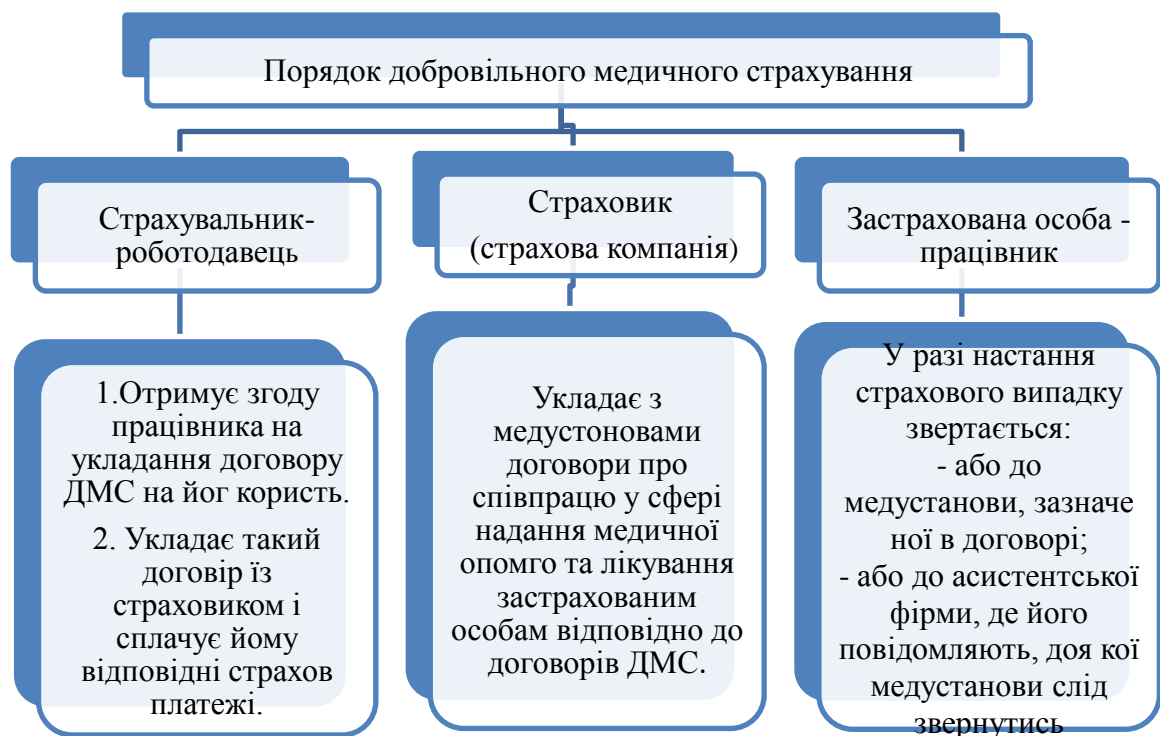 Порядок добровільного медичного страхування
Страхувальник-
роботодавець
Страховик
(страхова компанія)
Застрахована особа -
працівник
1.Отримує згоду
працівника на
укладання договору
ДМС на йог користь.
2. Укладає такий
договір їз
страховиком і
сплачує йому
відповідні страхов
платежі.
Укладає з
медустоновами
договори про
співпрацю у сфері
надання медичної
опомго та лікування
застрахованим
особам відповідно до
договорів ДМС.
У разі настання
страхового випадку
звертається:
- або до
медустанови, зазначе
ної в договорі;
- або до асистентської
фірми, де його
повідомляють, доя кої
медустанови слід
звернутись